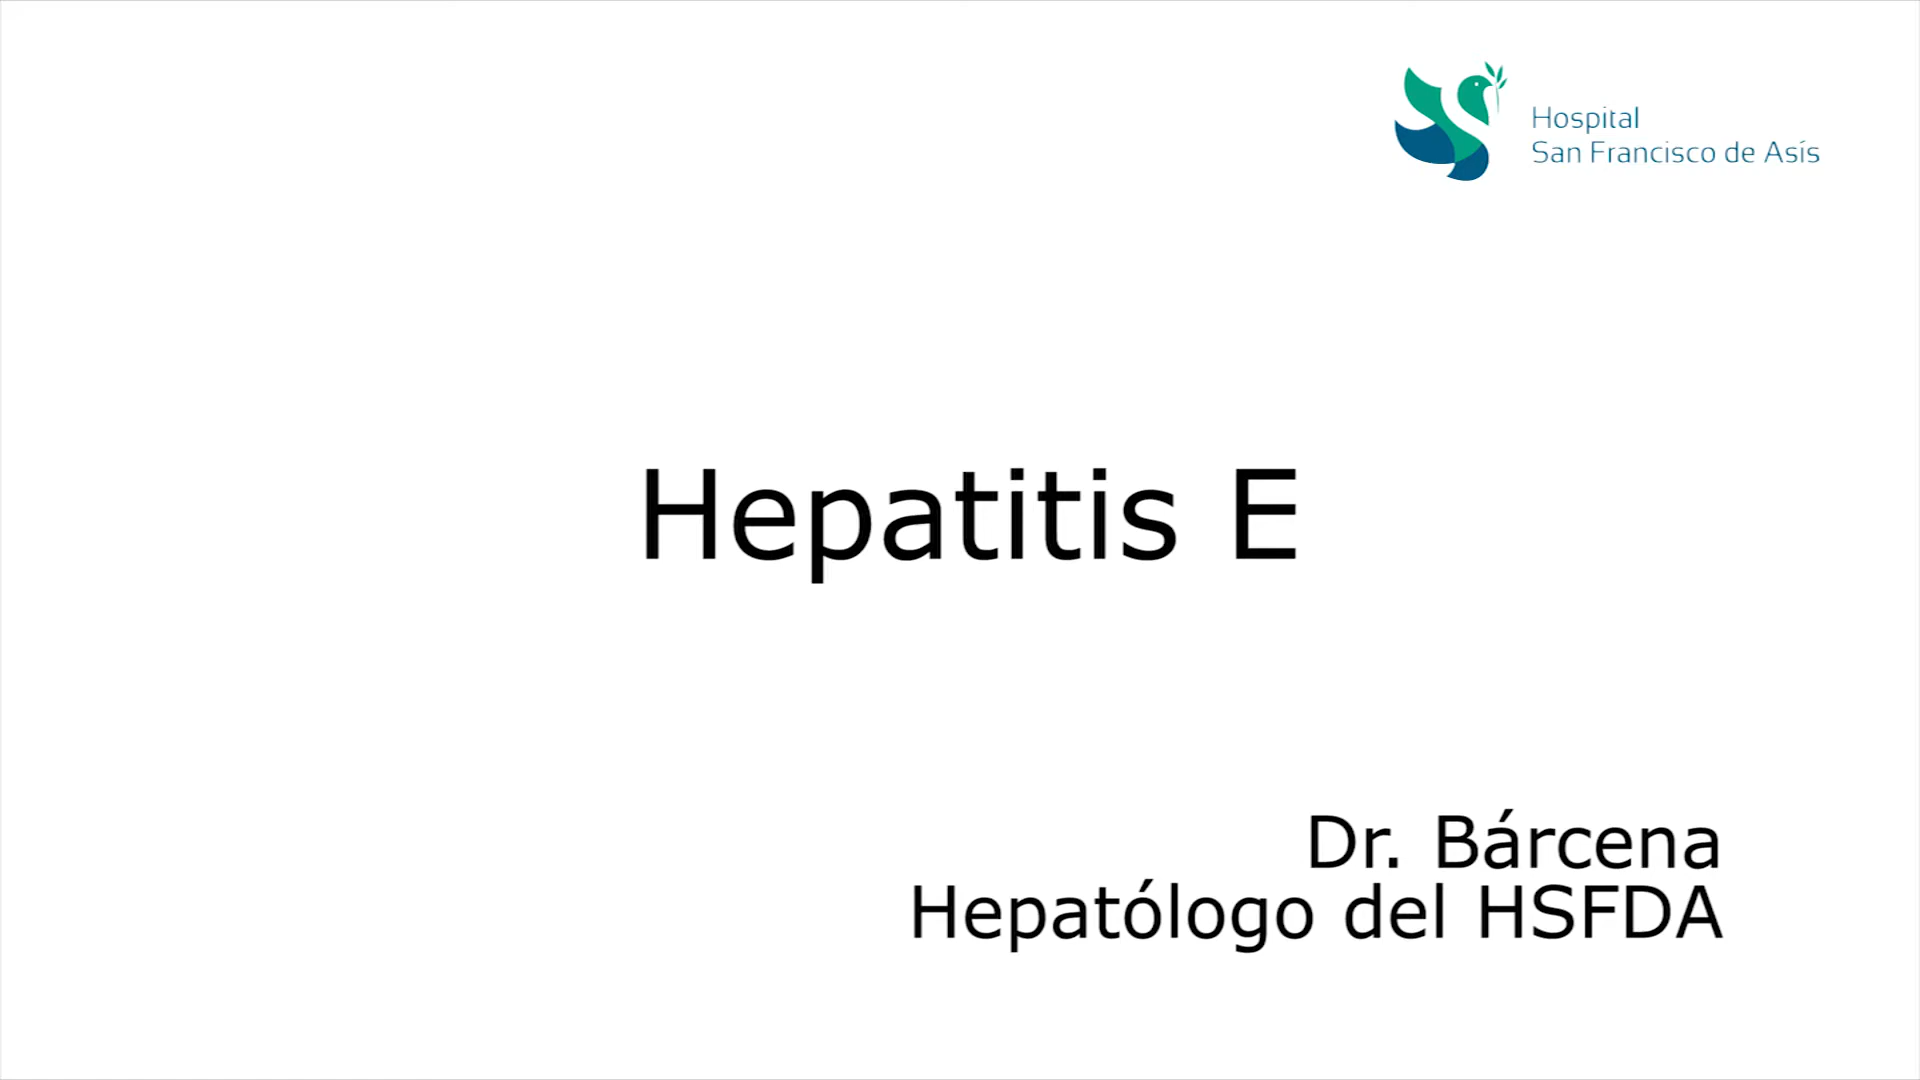 Hospital
San Francisco de Asís
Hepatitis E
Dr. Bárcena
Hepatólogo del HSFDA